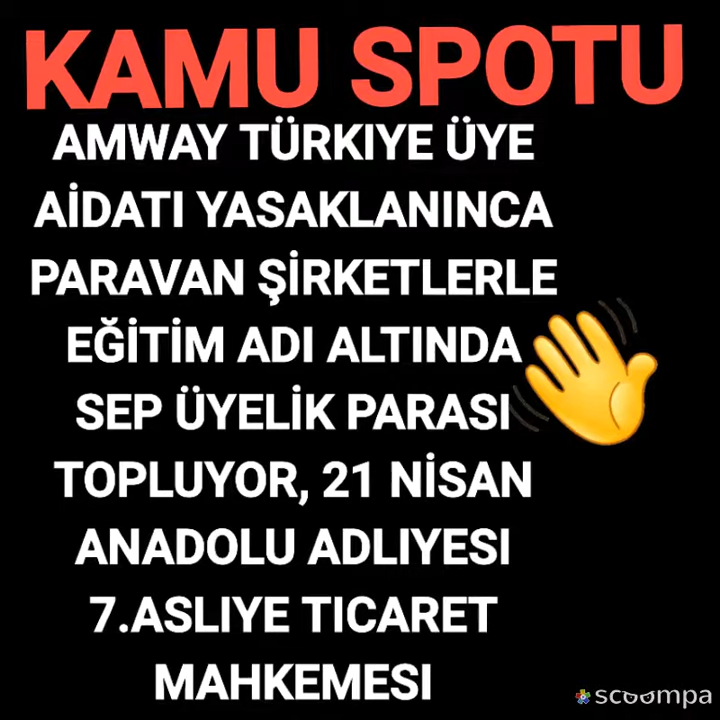 KAMU SPOTU
AMWAY TÜRKIYE ÜYE
AİDATI YASAKLANINCA
PARAVAN ŞİRKETLERLE
EĞİTİM ADI ALTINDA
SEP ÜYELİK PARASI
TOPLUYOR, 21 NİSAN
ANADOLU ADLIYESI
7.ASLIYE TICARET
MAHKEMESI
scoompa